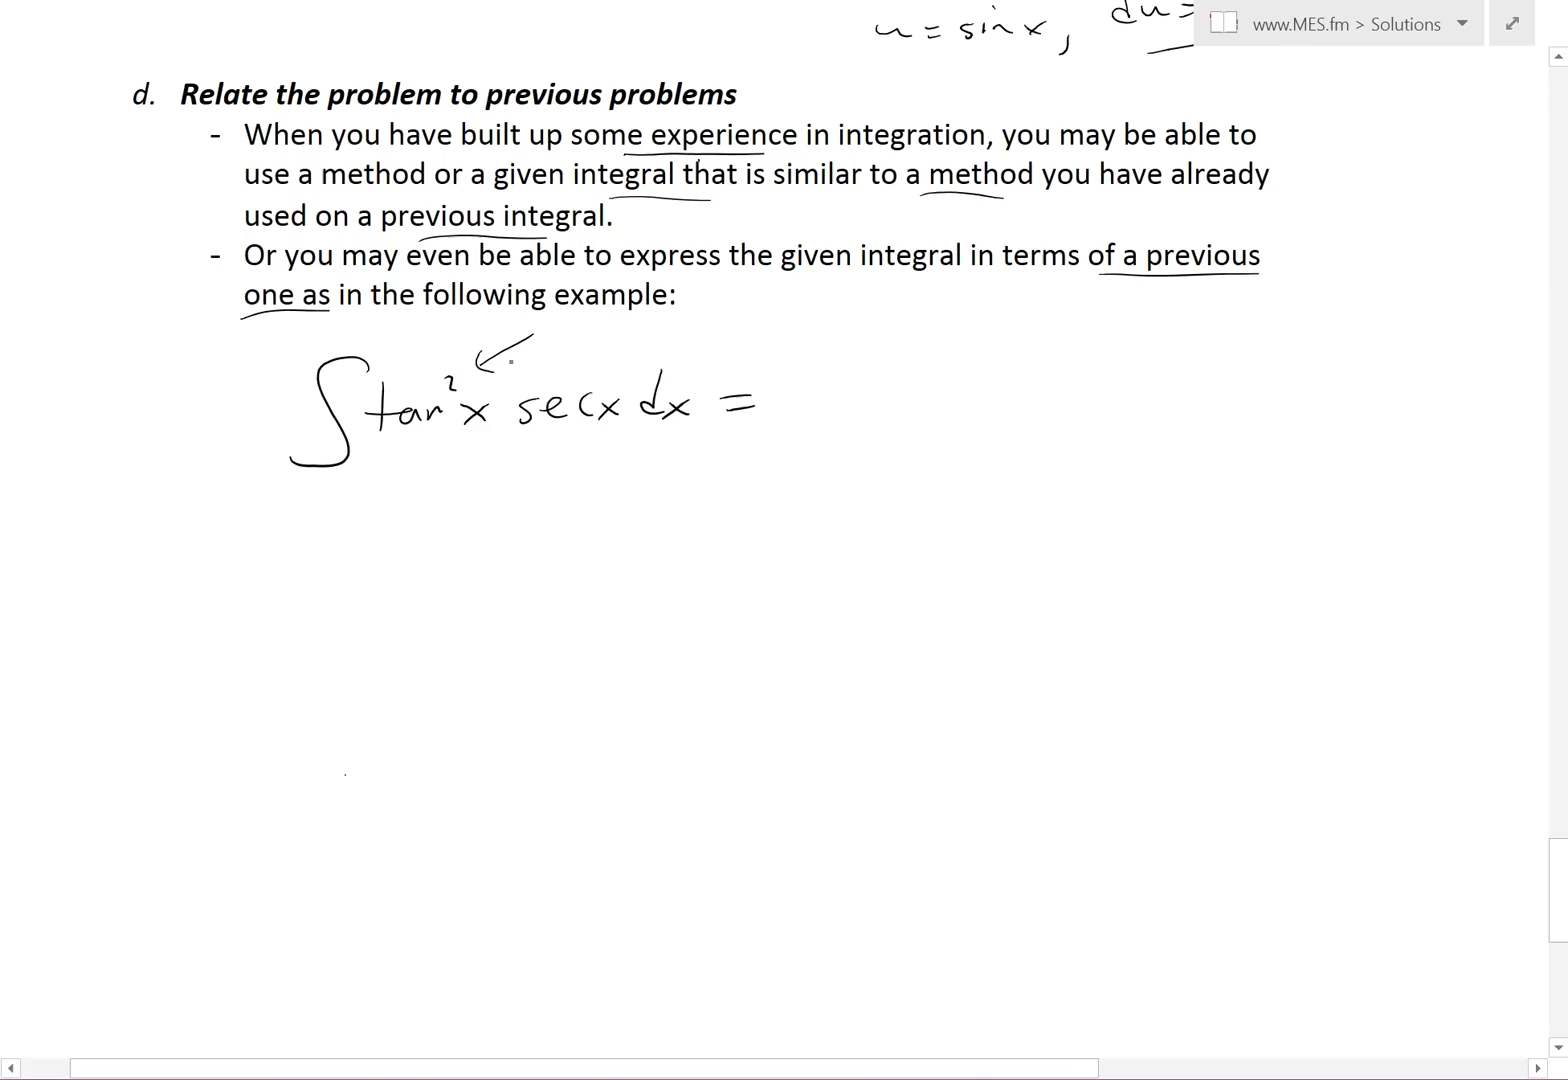 u = sin x, du =
www.MES.fm > Solutions
d. Relate the problem to previous problems
- When you have built up some experience in integration, you may be able to
use a method or a given integral that is similar to a method you have already
used on a previous integral.
- Or you may even be able to express the given integral in terms of a previous
one as in the following example:
∫ tan²x sec x dx =